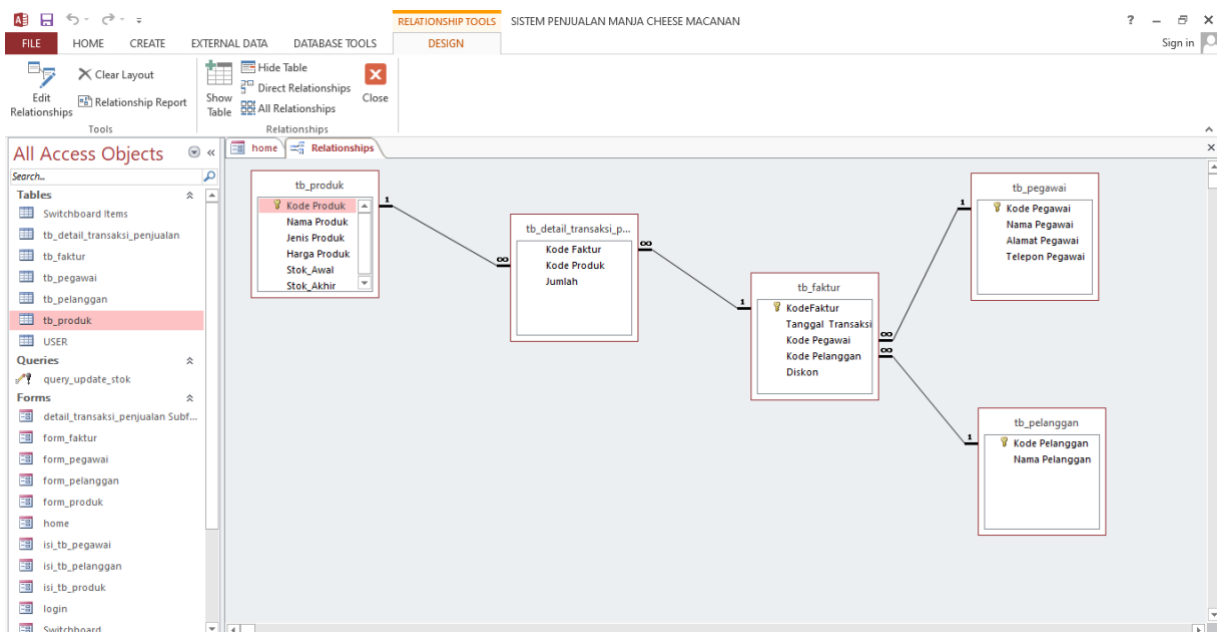 RELATIONSHIP TOOLS SISTEM PENJUALAN MANJA CHEESE MACANAN
FILE HOME CREATE EXTERNAL DATA DATABASE TOOLS DESIGN Sign in
Edit Relationships
Clear Layout
Relationship Report
Tools
Show Table
Hide Table
Direct Relationships
All Relationships
Close
Relationships
All Access Objects
Search..
Tables
Switchboard Items
tb_detail_transaksi_penjualan
tb_faktur
tb_pegawai
tb_pelanggan
tb_produk
USER
Queries
query_update_stok
Forms
detail_transaksi_penjualan Subf...
form_faktur
form_pegawai
form_pelanggan
form_produk
home
isi_tb_pegawai
isi_tb_pelanggan
isi_tb_produk
login
Switchboard
home Relationships
tb_produk
Kode Produk
Nama Produk
Jenis Produk
Harga Produk
Stok_Awal
Stok_Akhir
1
∞
tb_detail_transaksi_p...
Kode Faktur
Kode Produk
Jumlah
∞
1
tb_faktur
KodeFaktur
Tanggal_Transaksi
Kode Pegawai
Kode Pelanggan
Diskon
∞
∞
1
tb_pegawai
Kode Pegawai
Nama Pegawai
Alamat Pegawai
Telepon Pegawai
1
tb_pelanggan
Kode Pelanggan
Nama Pelanggan